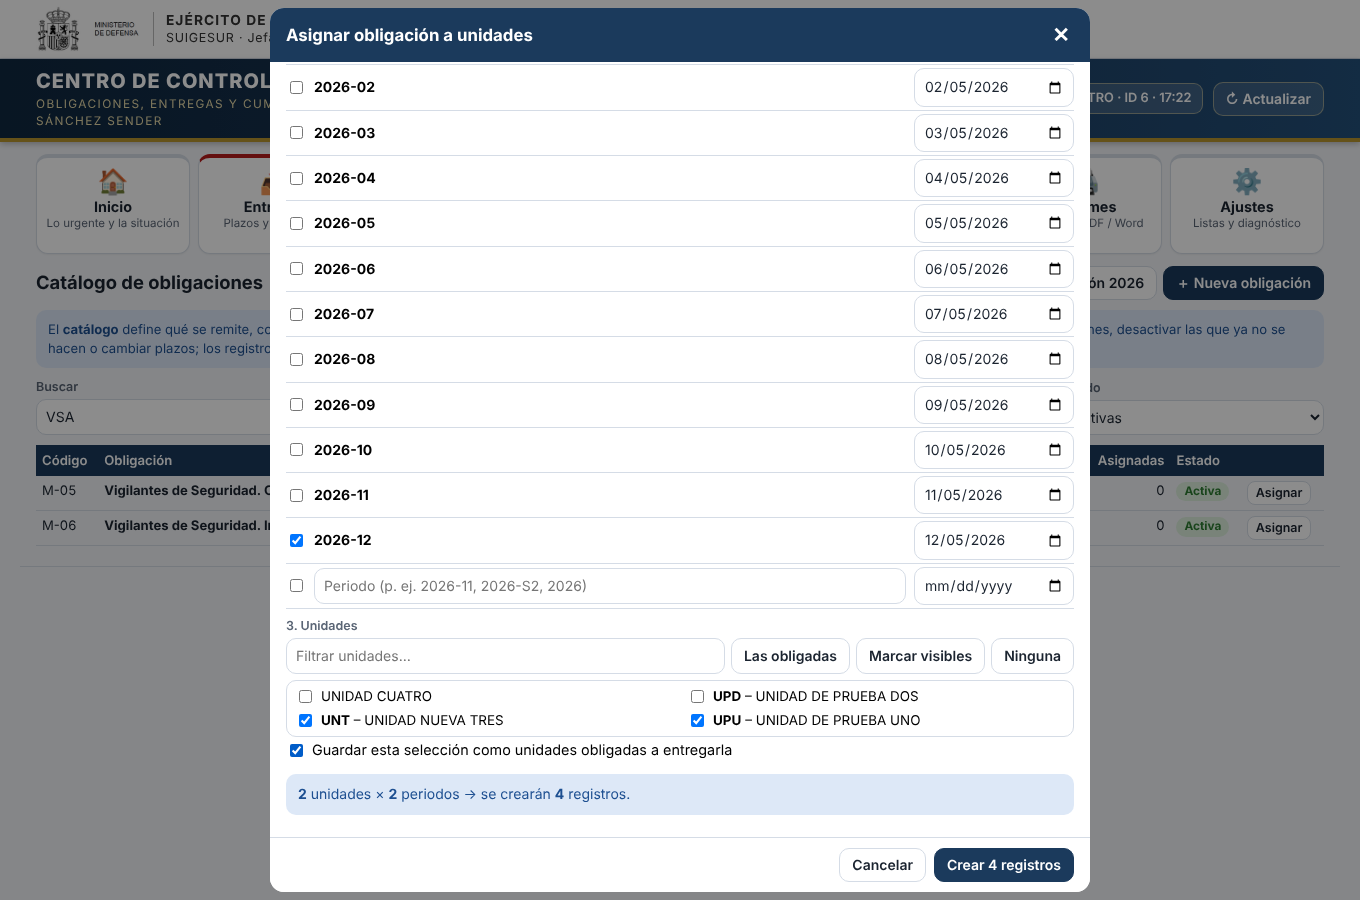 MINISTERIO
DE DEFENSA
EJÉRCITO DE
SUIGESUR · Jef
CENTRO DE CONTROL
OBLIGACIONES, ENTREGAS Y CUM
SÁNCHEZ SENDER
TRO · ID 6 · 17:22
↻ Actualizar
Inicio
Lo urgente y la situación
Entr
Plazos y
mes
DF / Word
Ajustes
Listas y diagnóstico
Catálogo de obligaciones
ón 2026
+ Nueva obligación
El catálogo define qué se remite, co
nes, desactivar las que ya no se
hacen o cambiar plazos; los registro
Buscar
do
VSA
tivas
Código Obligación Asignadas Estado
M-05 Vigilantes de Seguridad. C 0 Activa Asignar
M-06 Vigilantes de Seguridad. I 0 Activa Asignar
Asignar obligación a unidades ×
2026-02 02/05/2026
2026-03 03/05/2026
2026-04 04/05/2026
2026-05 05/05/2026
2026-06 06/05/2026
2026-07 07/05/2026
2026-08 08/05/2026
2026-09 09/05/2026
2026-10 10/05/2026
2026-11 11/05/2026
2026-12 12/05/2026
Periodo (p. ej. 2026-11, 2026-S2, 2026) mm/dd/yyyy
3. Unidades
Filtrar unidades... Las obligadas Marcar visibles Ninguna
UNIDAD CUATRO UPD – UNIDAD DE PRUEBA DOS
UNT – UNIDAD NUEVA TRES UPU – UNIDAD DE PRUEBA UNO
Guardar esta selección como unidades obligadas a entregarla
2 unidades × 2 periodos → se crearán 4 registros.
Cancelar Crear 4 registros